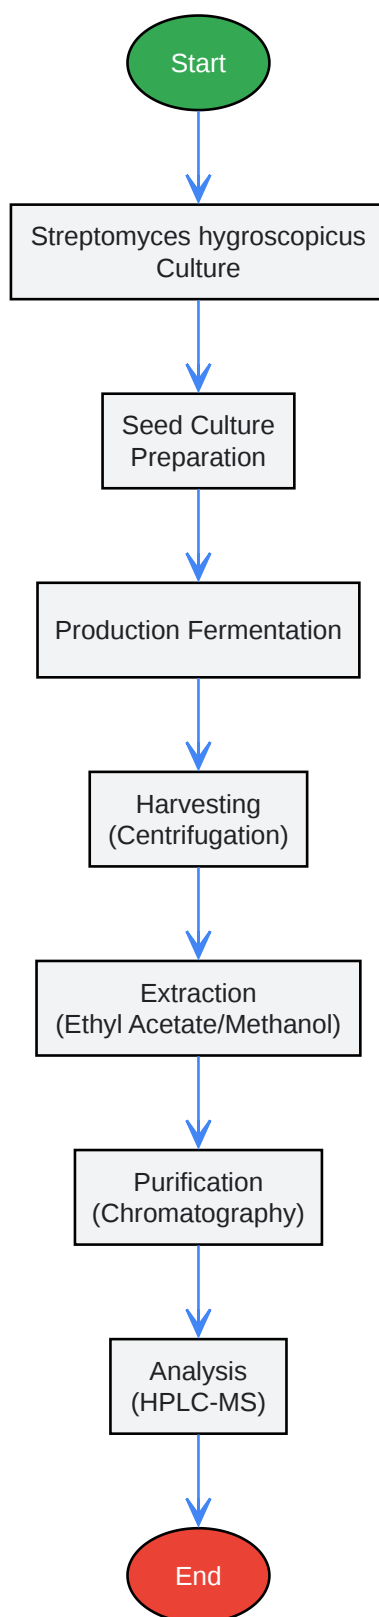 Start
Streptomyces hygroscopicus
Culture
Seed Culture
Preparation
Production Fermentation
Harvesting
(Centrifugation)
Extraction
(Ethyl Acetate/Methanol)
Purification
(Chromatography)
Analysis
(HPLC-MS)
End